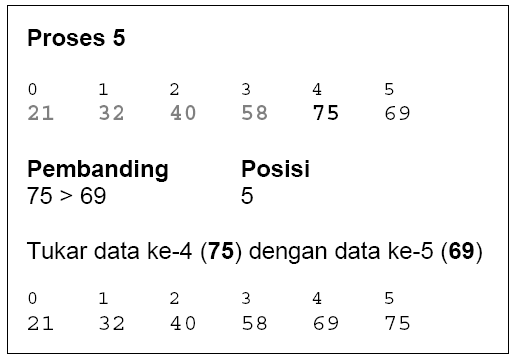 Proses 5
0 1 2 3 4 5
21 32 40 58 75 69
Pembanding Posisi
75 > 69 5
Tukar data ke-4 (75) dengan data ke-5 (69)
0 1 2 3 4 5
21 32 40 58 69 75